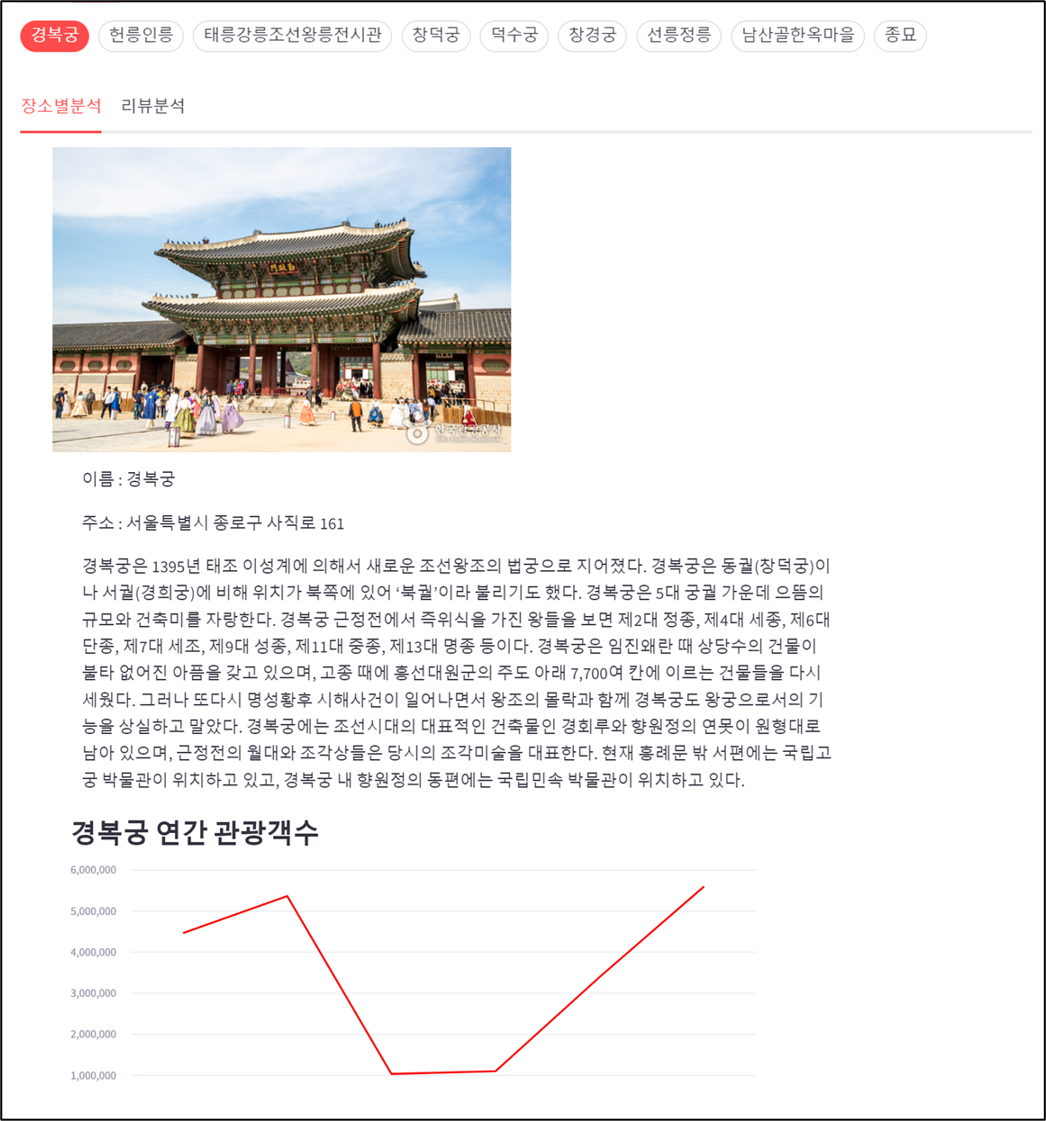 경복궁 헌릉인릉 태릉강릉조선왕릉전시관 창덕궁 덕수궁 창경궁 선릉정릉 남산골한옥마을 종묘
장소별분석 리뷰분석
한국관광공사
이름 : 경복궁
주소 : 서울특별시 종로구 사직로 161
경복궁은 1395년 태조 이성계에 의해서 새로운 조선왕조의 법궁으로 지어졌다. 경복궁은 동궐(창덕궁)이
나 서궐(경희궁)에 비해 위치가 북쪽에 있어 ‘북궐’이라 불리기도 했다. 경복궁은 5대 궁궐 가운데 으뜸의
규모와 건축미를 자랑한다. 경복궁 근정전에서 즉위식을 가진 왕들을 보면 제2대 정종, 제4대 세종, 제6대
단종, 제7대 세조, 제9대 성종, 제11대 중종, 제13대 명종 등이다. 경복궁은 임진왜란 때 상당수의 건물이
불타 없어진 아픔을 갖고 있으며, 고종 때에 흥선대원군의 주도 아래 7,700여 칸에 이르는 건물들을 다시
세웠다. 그러나 또다시 명성황후 시해사건이 일어나면서 왕조의 몰락과 함께 경복궁도 왕궁으로서의 기
능을 상실하고 말았다. 경복궁에는 조선시대의 대표적인 건축물인 경회루와 향원정의 연못이 원형대로
남아 있으며, 근정전의 월대와 조각상들은 당시의 조각미술을 대표한다. 현재 흥례문 밖 서편에는 국립고
궁 박물관이 위치하고 있고, 경복궁 내 향원정의 동편에는 국립민속 박물관이 위치하고 있다.
경복궁 연간 관광객수
6,000,000
5,000,000
4,000,000
3,000,000
2,000,000
1,000,000